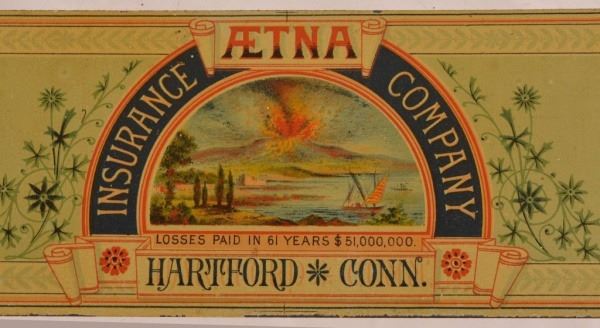 ÆTNA
INSURANCE COMPANY
LOSSES PAID IN 61 YEARS $51,000,000.
HARTFORD * CONN.